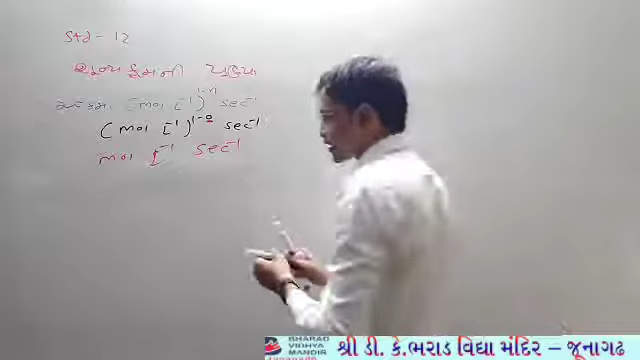 Std - 12
શૂન્ય ક્રમની પ્રક્રિયા
(mol L⁻¹)¹⁻ⁿ sec⁻¹
(mol L⁻¹)¹⁻⁰ sec⁻¹
mol L⁻¹ sec⁻¹
BHARAD
VIDHYA
MANDIR
શ્રી ડી. કે.ભરાડ વિદ્યા મંદિર – જૂનાગઢ